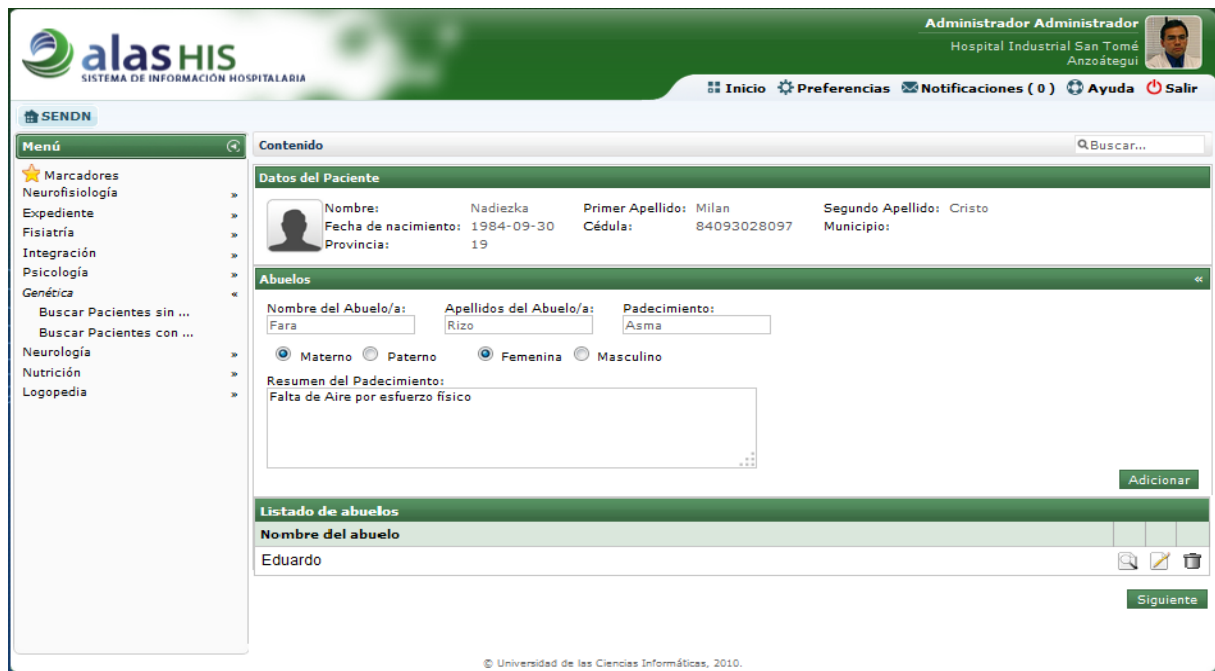 Administrador Administrador
alas HIS
SISTEMA DE INFORMACIÓN HOSPITALARIA
Hospital Industrial San Tomé
Anzoátegui
Inicio Preferencias Notificaciones ( 0 ) Ayuda Salir
SENDN
Menú
Marcadores
Neurofisiología »
Expediente »
Fisiatría »
Integración »
Psicología »
Genética «
Buscar Pacientes sin ...
Buscar Pacientes con ...
Neurología »
Nutrición »
Logopedia »
Contenido Buscar...
Datos del Paciente
Nombre: Nadiezka Primer Apellido: Milan Segundo Apellido: Cristo
Fecha de nacimiento: 1984-09-30 Cédula: 84093028097 Municipio:
Provincia: 19
Abuelos «
Nombre del Abuelo/a: Apellidos del Abuelo/a: Padecimiento:
Fara Rizo Asma
Materno Paterno Femenina Masculino
Resumen del Padecimiento:
Falta de Aire por esfuerzo físico
Adicionar
Listado de abuelos
Nombre del abuelo
Eduardo
Siguiente
© Universidad de las Ciencias Informáticas, 2010.